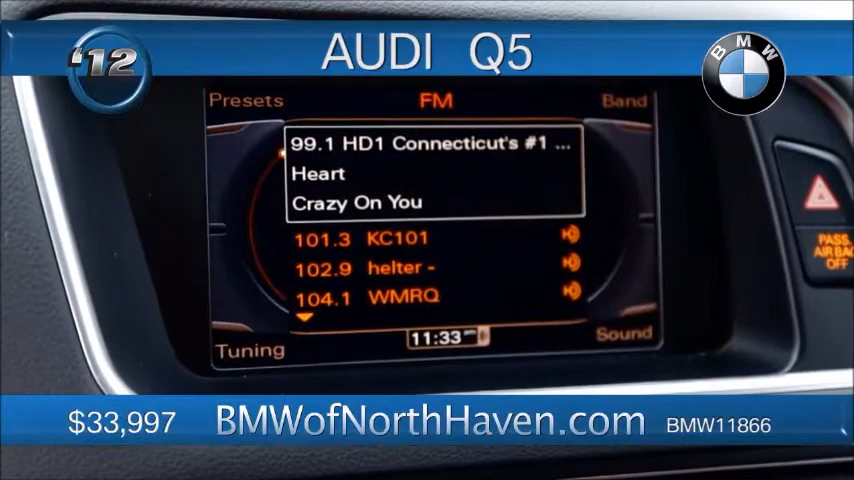 '12
AUDI Q5
BMW
Presets
FM
Band
99.1 HD1 Connecticut's #1 ...
Heart
Crazy On You
101.3 KC101
102.9 helter -
104.1 WMRQ
Tuning
11:33
Sound
PASS.
AIR BAG
OFF
$33,997
BMWofNorthHaven.com
BMW11866